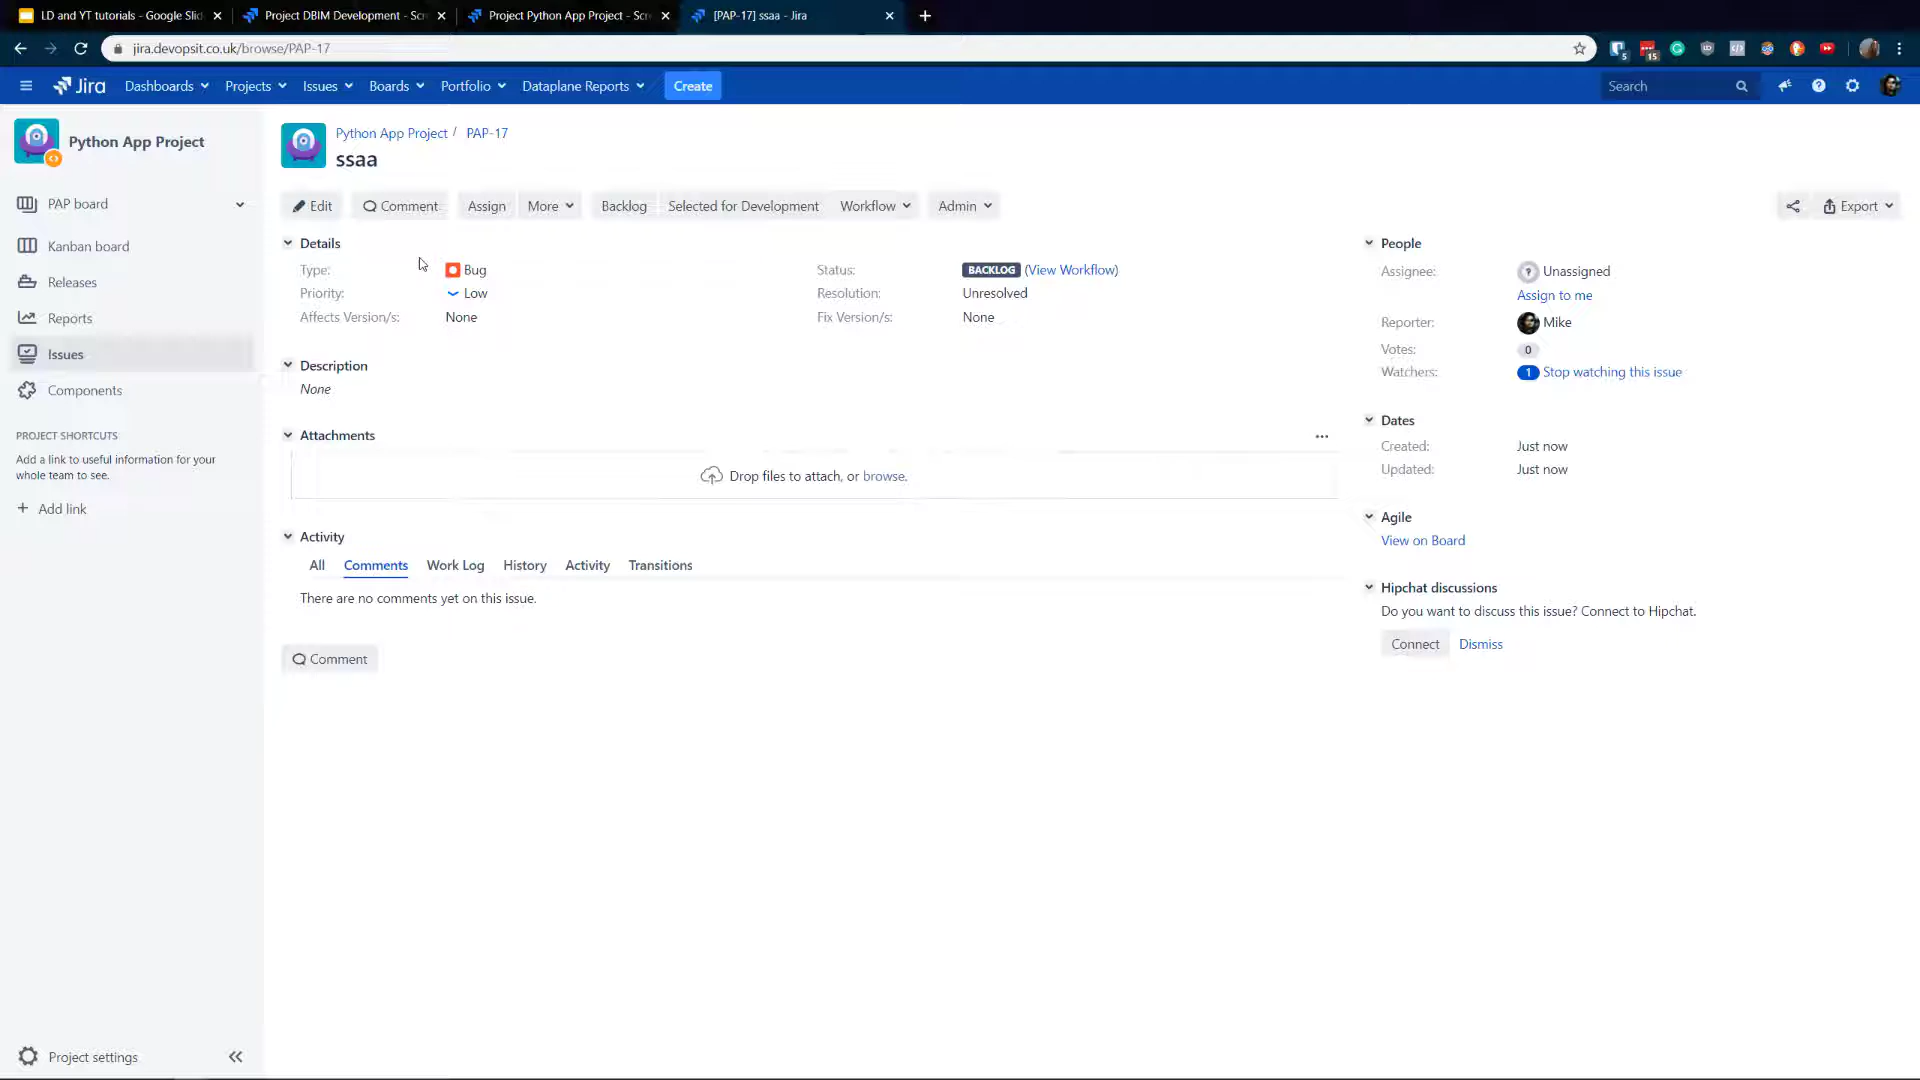 LD and YT tutorials - Google Slid
Project DBIM Development - Scr
Project Python App Project - Scr
[PAP-17] ssaa - Jira
jira.devopsit.co.uk/browse/PAP-17
5
15
Jira
Dashboards
Projects
Issues
Boards
Portfolio
Dataplane Reports
Create
Search
Python App Project
PAP board
Kanban board
Releases
Reports
Issues
Components
PROJECT SHORTCUTS
Add a link to useful information for your
whole team to see.
+ Add link
Project settings
Python App Project / PAP-17
ssaa
Edit
Comment
Assign
More
Backlog
Selected for Development
Workflow
Admin
Export
Details
Type: Bug
Priority: Low
Affects Version/s: None
Status: BACKLOG (View Workflow)
Resolution: Unresolved
Fix Version/s: None
Description
None
Attachments
Drop files to attach, or browse.
Activity
All Comments Work Log History Activity Transitions
There are no comments yet on this issue.
Comment
People
Assignee: Unassigned
Assign to me
Reporter: Mike
Votes: 0
Watchers: 1 Stop watching this issue
Dates
Created: Just now
Updated: Just now
Agile
View on Board
Hipchat discussions
Do you want to discuss this issue? Connect to Hipchat.
Connect Dismiss